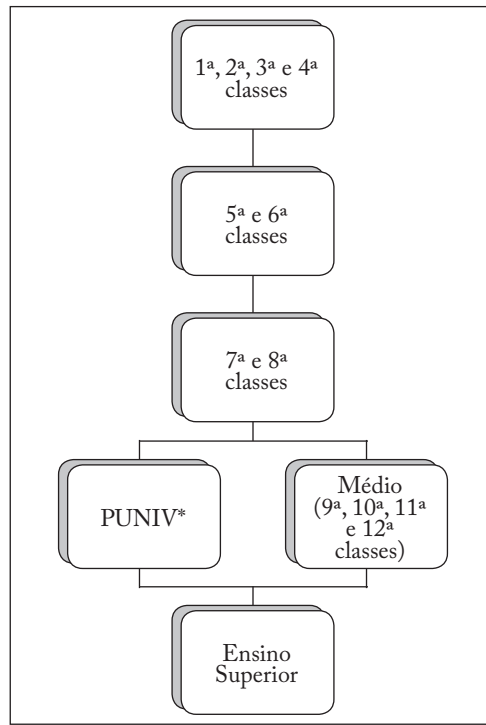 1ª, 2ª, 3ª e 4ª
classes
5ª e 6ª
classes
7ª e 8ª
classes
PUNIV*
Médio
(9ª, 10ª, 11ª
e 12ª
classes)
Ensino
Superior